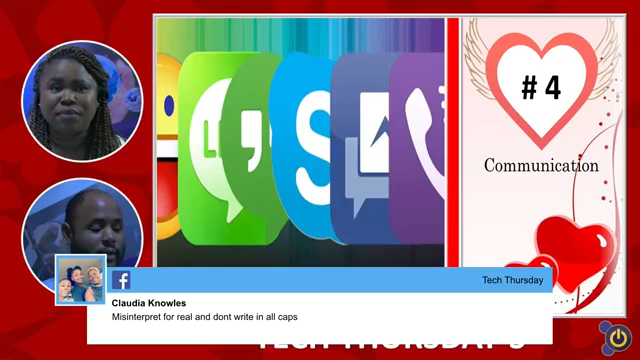 # 4
Communication
Tech Thursday
Claudia Knowles
Misinterpret for real and dont write in all caps